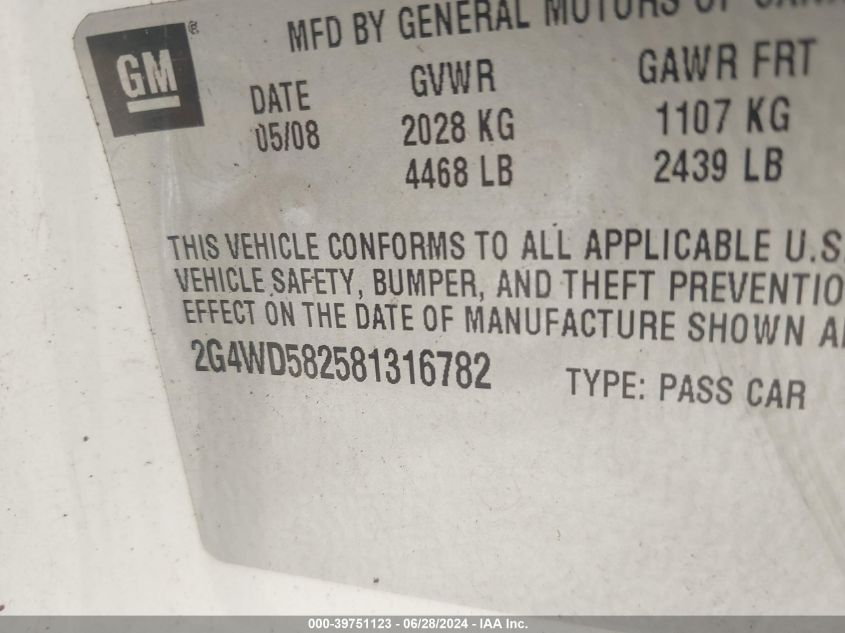 GM
MFD BY GENERAL MOTORS OF
DATE GVWR GAWR FRT
05/08 2028 KG 1107 KG
4468 LB 2439 LB
THIS VEHICLE CONFORMS TO ALL APPLICABLE U.S.
VEHICLE SAFETY, BUMPER, AND THEFT PREVENTIO
EFFECT ON THE DATE OF MANUFACTURE SHOWN A
2G4WD582581316782 TYPE: PASS CAR
000-39751123 - 06/28/2024 - IAA Inc.